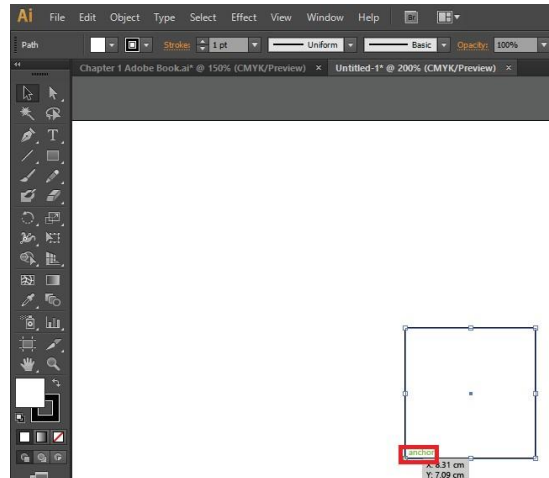 Ai File Edit Object Type Select Effect View Window Help Br
Path Stroke: 1 pt Uniform Basic Opacity: 100%
Chapter 1 Adobe Book.ai* @ 150% (CMYK/Preview) × Untitled-1* @ 200% (CMYK/Preview) ×
T
anchor
X: 8.31 cm
Y: 7.09 cm